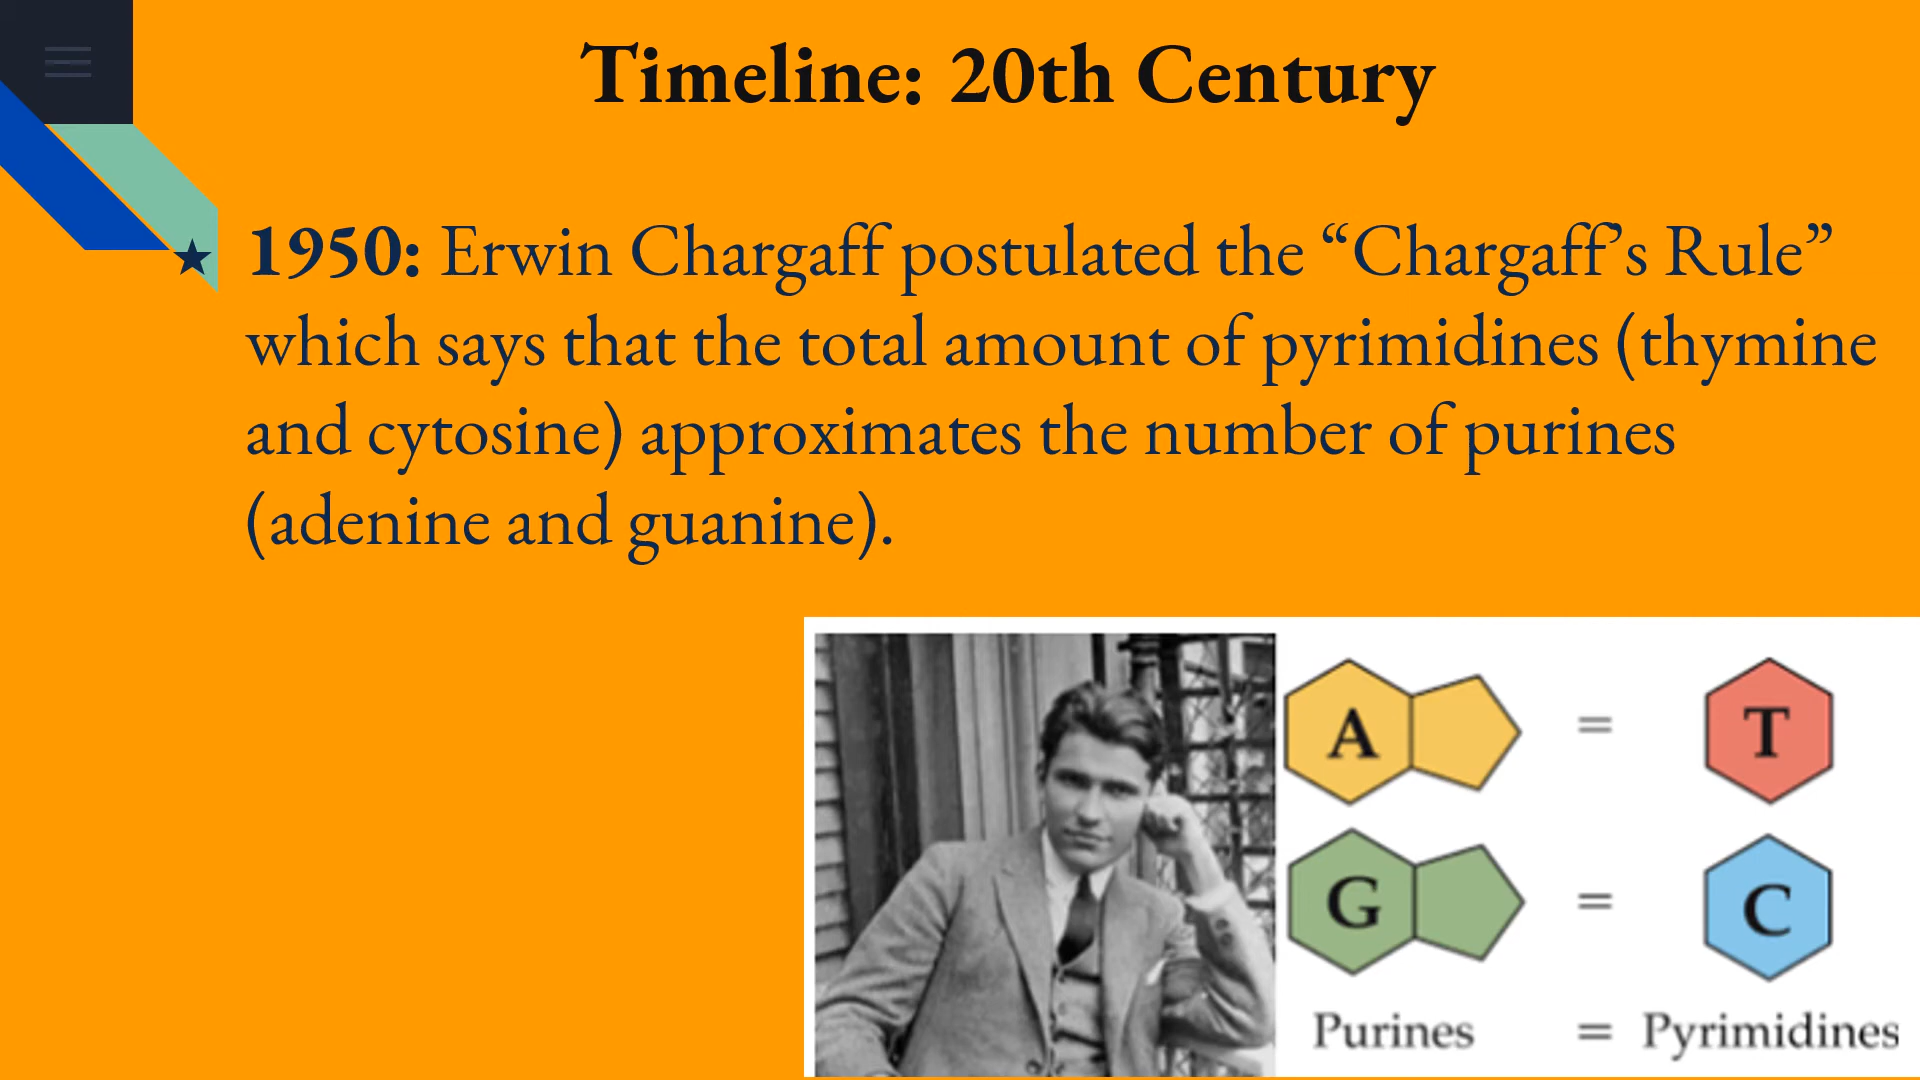 Timeline: 20th Century
★ 1950: Erwin Chargaff postulated the “Chargaff’s Rule”
which says that the total amount of pyrimidines (thymine
and cytosine) approximates the number of purines
(adenine and guanine).
A = T
G = C
Purines = Pyrimidines